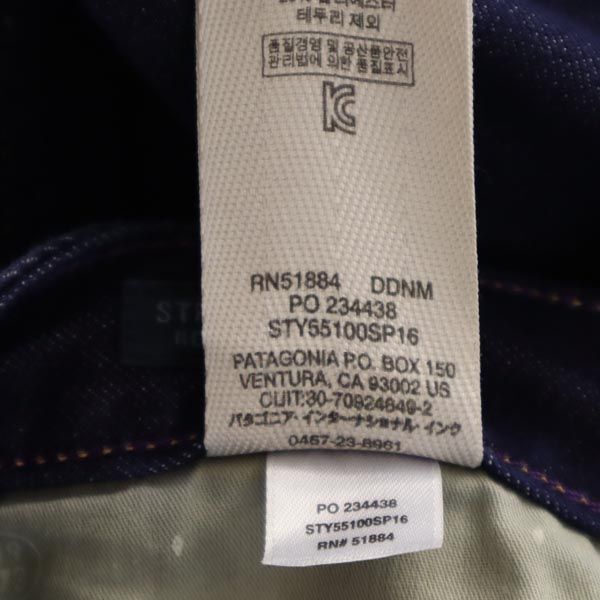 테두리 제외
품질경영 및 공산품안전
관리법에 의한 품질표시
RN51884 DDNM
PO 234438
STY55100SP16
PATAGONIA P.O. BOX 150
VENTURA, CA 93002 US
CUIT:30-70924649-2
パタゴニア・インターナショナル・インク
0467-23-8961
PO 234438
STY55100SP16
RN# 51884